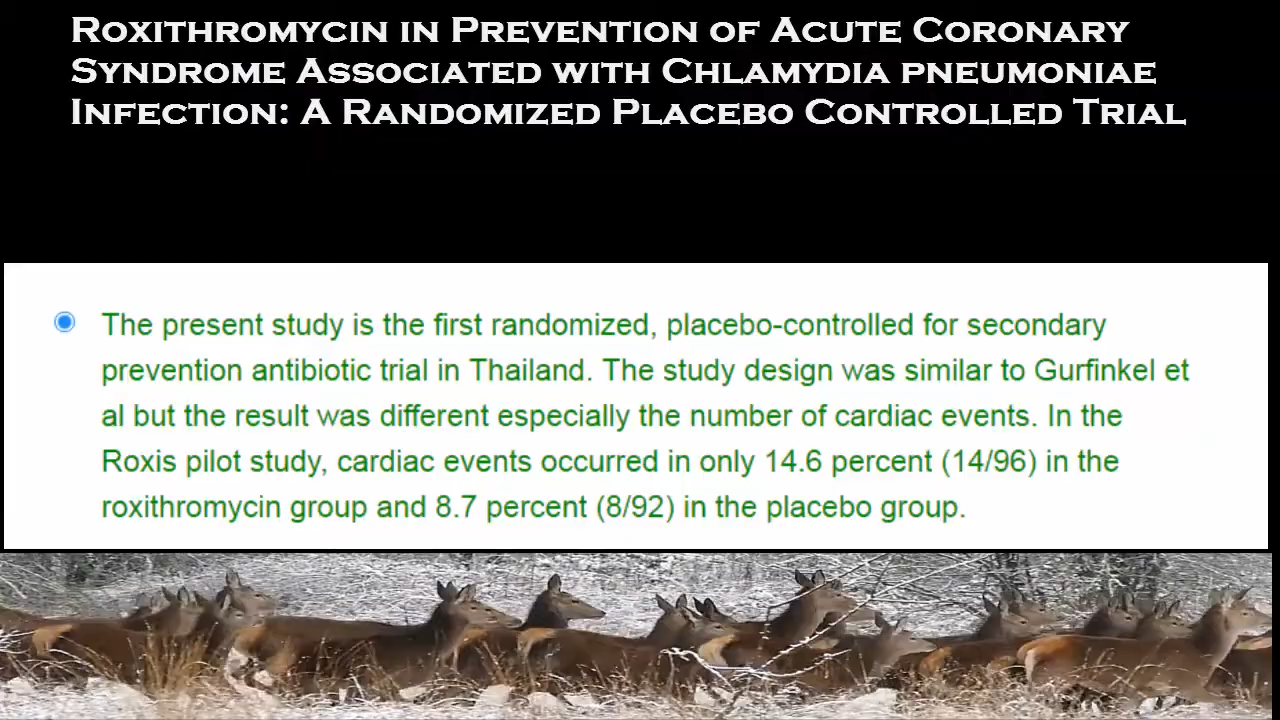 Roxithromycin in Prevention of Acute Coronary
Syndrome Associated with Chlamydia pneumoniae
Infection: A Randomized Placebo Controlled Trial
The present study is the first randomized, placebo-controlled for secondary
prevention antibiotic trial in Thailand. The study design was similar to Gurfinkel et
al but the result was different especially the number of cardiac events. In the
Roxis pilot study, cardiac events occurred in only 14.6 percent (14/96) in the
roxithromycin group and 8.7 percent (8/92) in the placebo group.